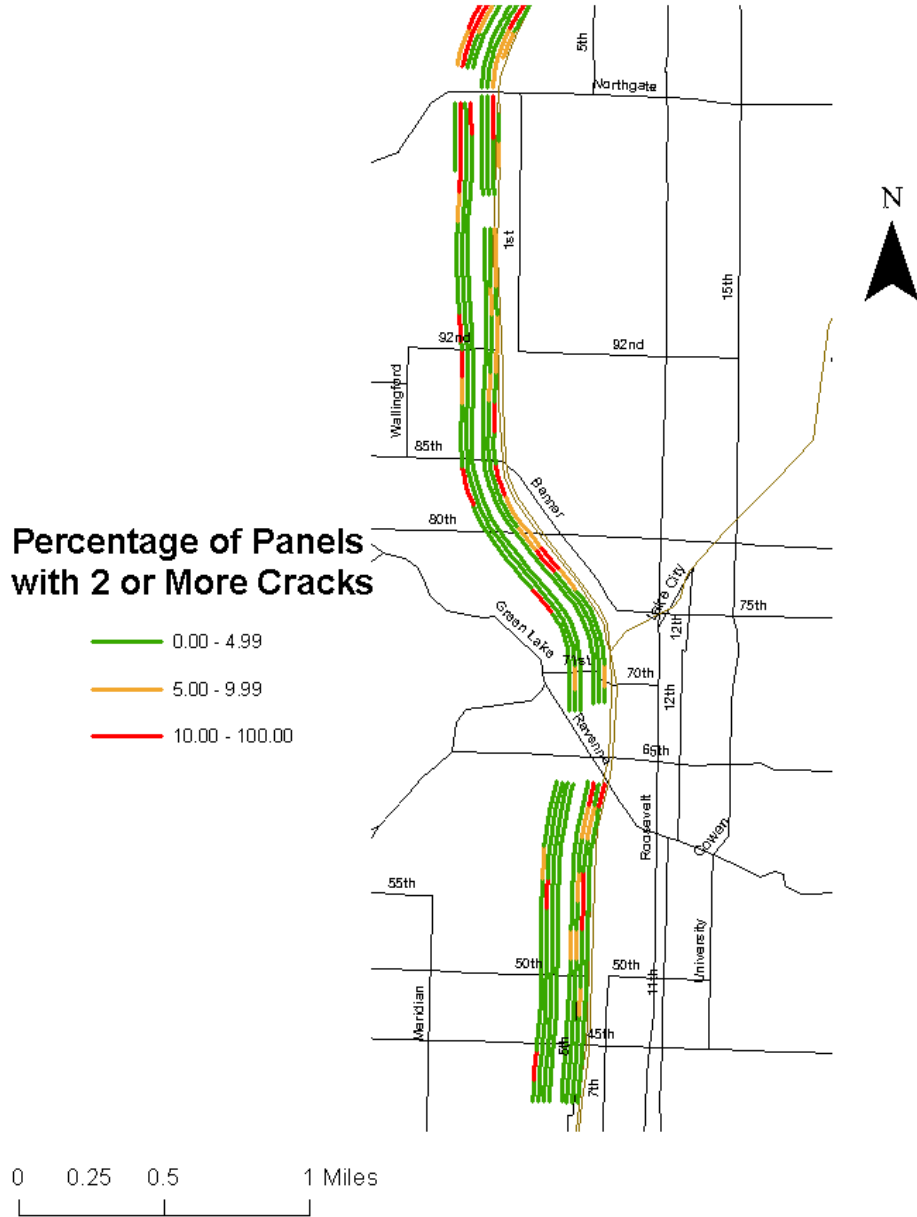 5th
Northgate
N
1st
15th
92nd
92nd
Wallingford
85th
Banner
80th
Percentage of Panels
with 2 or More Cracks
Lake City
75th
Green Lake
12th
0.00 - 4.99
71st
70th
12th
5.00 - 9.99
Ravenna
65th
10.00 - 100.00
Roosevelt
Cowen
55th
University
50th
50th
11th
Meridian
45th
5th
7th
0 0.25 0.5 1 Miles